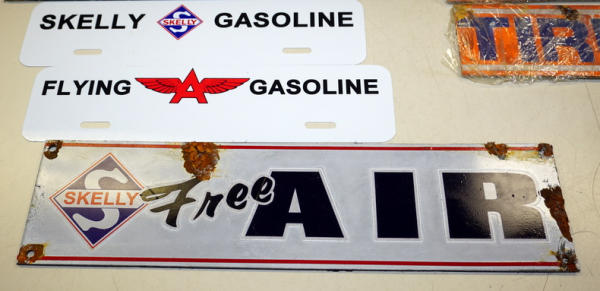 SKELLY SKELLY GASOLINE
FLYING A GASOLINE
SKELLY S Free AIR